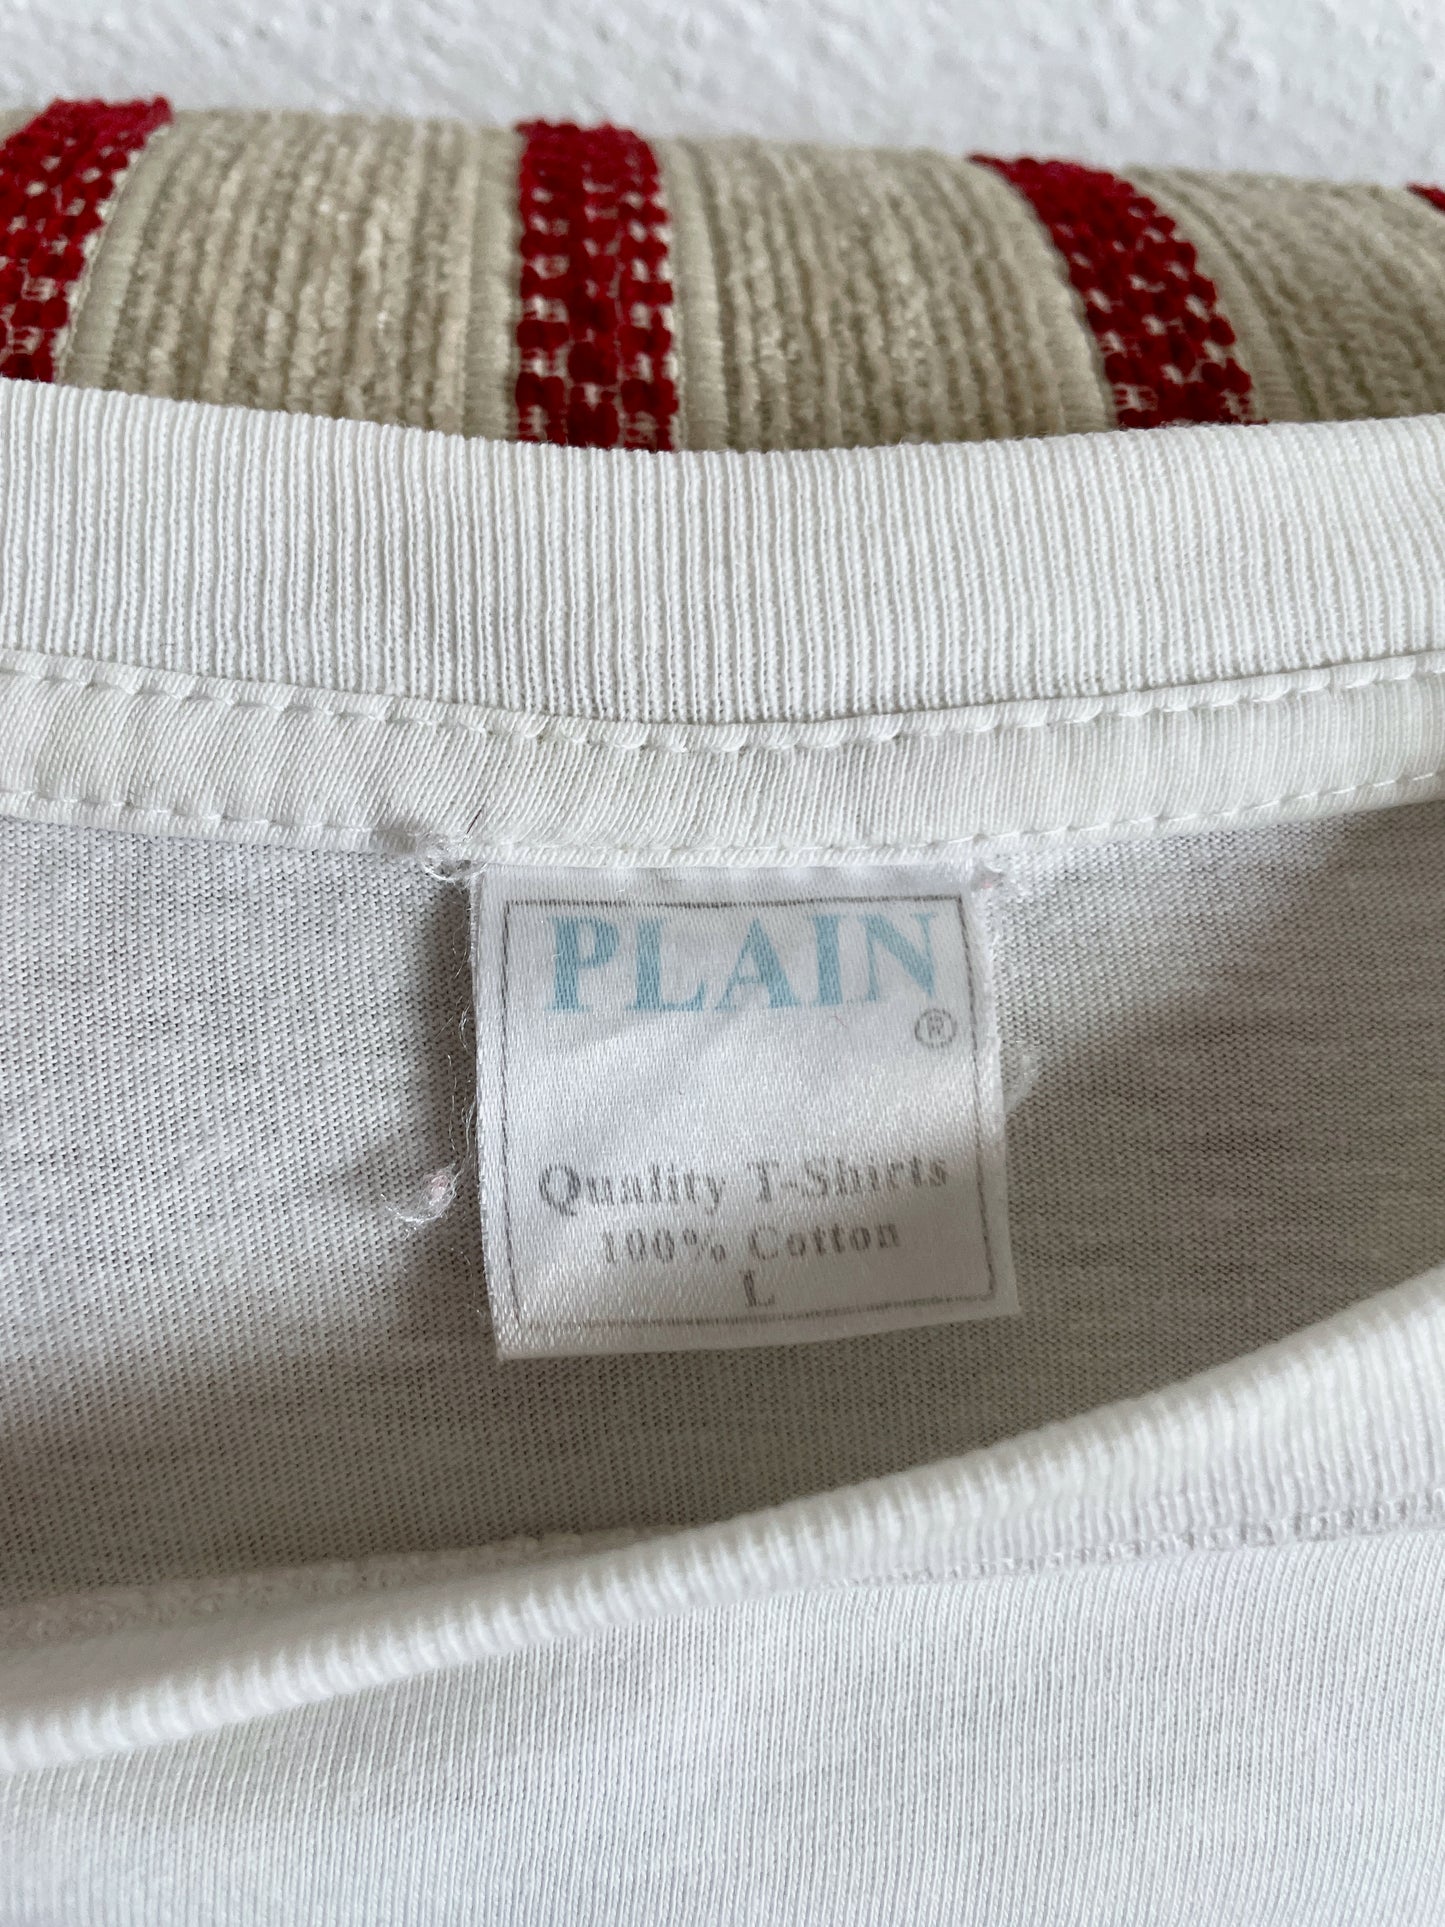 PLAIN
®
Quality T-Shirts
100% Cotton
L